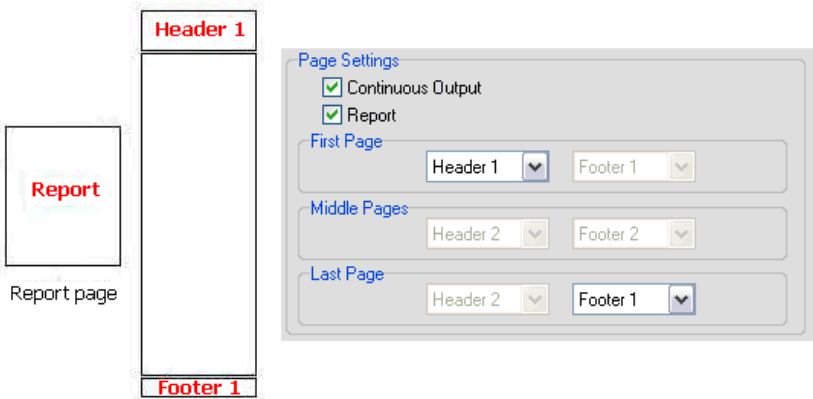 Header 1
Report
Report page
Footer 1
Page Settings
Continuous Output
Report
First Page
Header 1 Footer 1
Middle Pages
Header 2 Footer 2
Last Page
Header 2 Footer 1